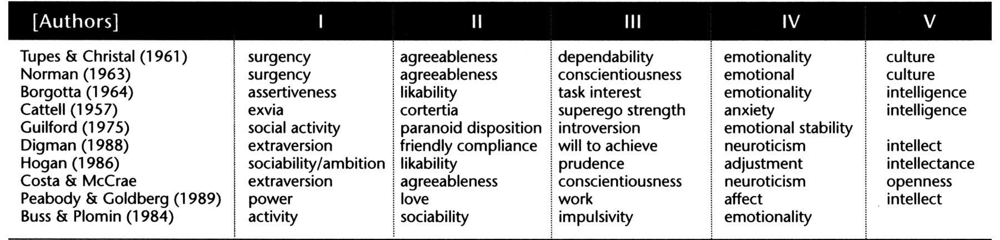 [Authors] I II III IV V
Tupes & Christal (1961) surgency agreeableness dependability emotionality culture
Norman (1963) surgency agreeableness conscientiousness emotional culture
Borgotta (1964) assertiveness likability task interest emotionality intelligence
Cattell (1957) exvia cortertia superego strength anxiety intelligence
Guilford (1975) social activity paranoid disposition introversion emotional stability
Digman (1988) extraversion friendly compliance will to achieve neuroticism intellect
Hogan (1986) sociability/ambition likability prudence adjustment intellectance
Costa & McCrae extraversion agreeableness conscientiousness neuroticism openness
Peabody & Goldberg (1989) power love work affect intellect
Buss & Plomin (1984) activity sociability impulsivity emotionality